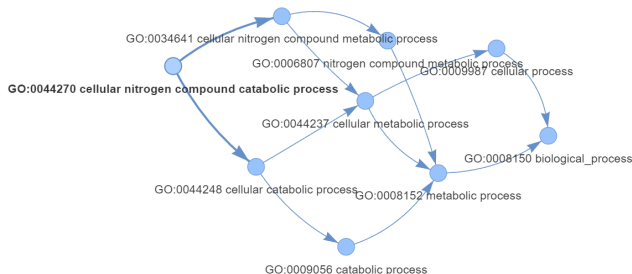 GO:0034641 cellular nitrogen compound metabolic process
GO:0006807 nitrogen compound metabolic process
GO:0009987 cellular process
GO:0044270 cellular nitrogen compound catabolic process
GO:0044237 cellular metabolic process
GO:0008150 biological_process
GO:0044248 cellular catabolic process
GO:0008152 metabolic process
GO:0009056 catabolic process